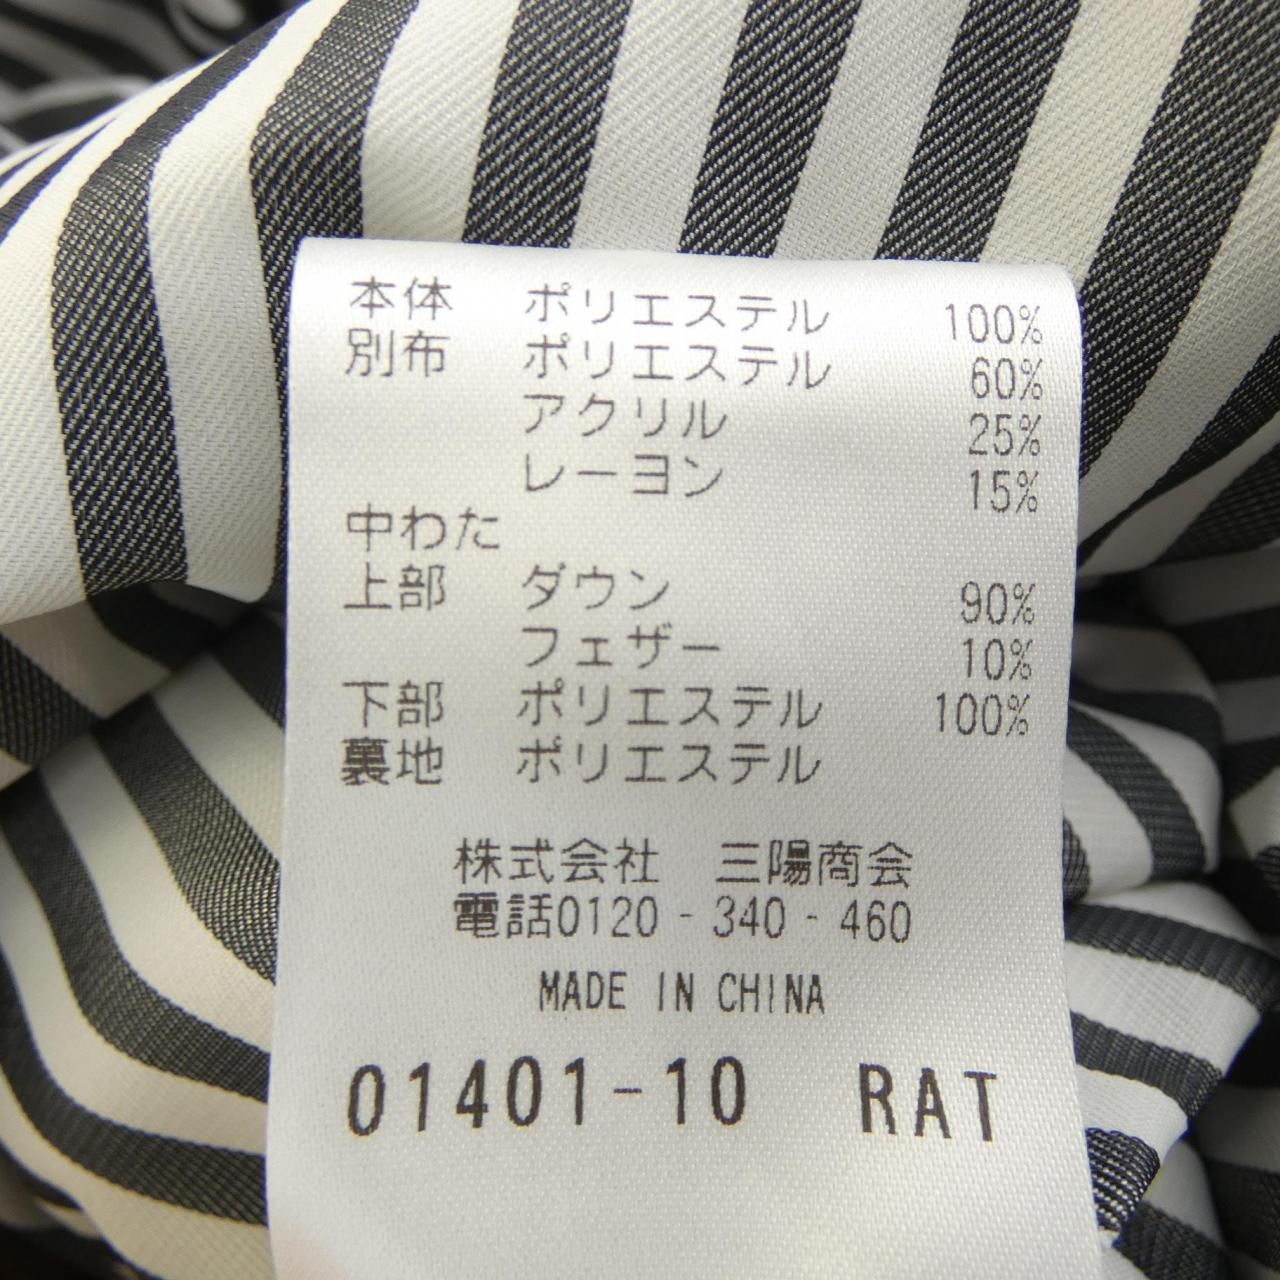 本体 ポリエステル 100%
別布 ポリエステル 60%
アクリル 25%
レーヨン 15%
中わた
上部 ダウン 90%
フェザー 10%
下部 ポリエステル 100%
裏地 ポリエステル
株式会社 三陽商会
電話0120-340-460
MADE IN CHINA
01401-10 RAT